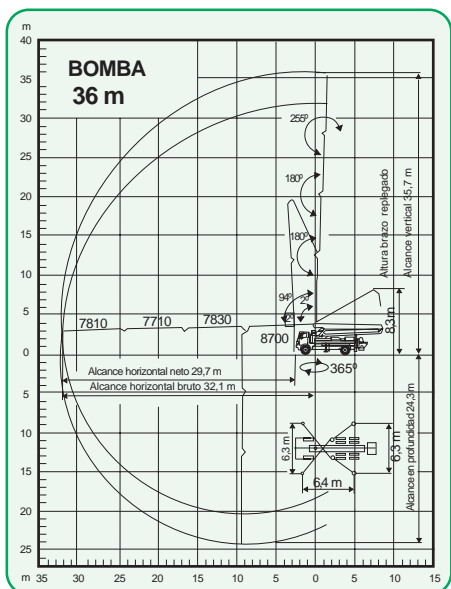 m
40
BOMBA
36 m
35
30
25
20
15
10
5
0
5
10
15
20
25
m
255º
180º
180º
94º
2º
2º
Altura brazo replegado
8,3 m
Alcance vertical 35,7 m
7810
7710
7830
8700
365º
Alcance horizontal neto 29,7 m
Alcance horizontal bruto 32,1 m
Alcance en profundidad 24,3m
6,3 m
6,3 m
6,4 m
35 30 25 20 15 10 5 0 5 10 15